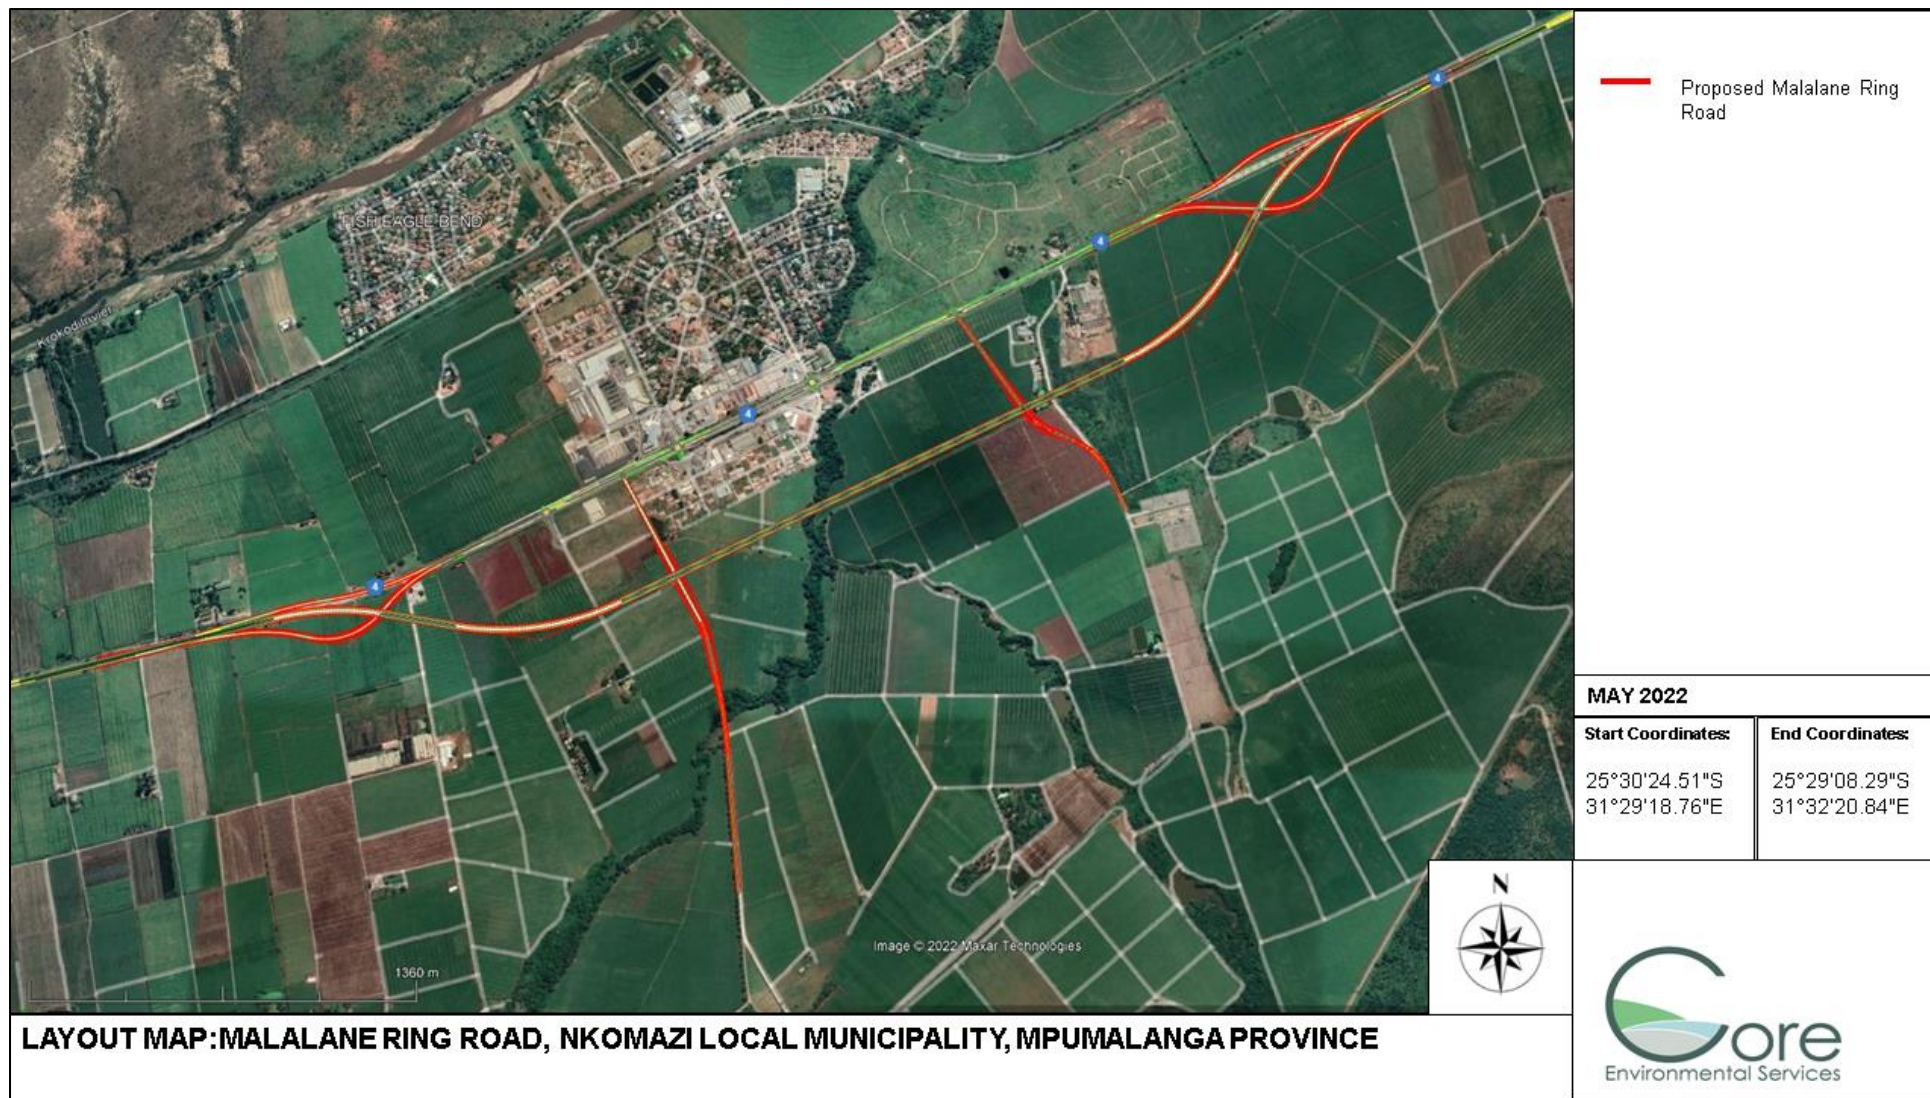 4
Proposed Malalane Ring
Road
FISH EAGLE BEND
4
Krokodilrivier
4
4
MAY 2022
Start Coordinates:
25°30'24.51"S
31°29'18.76"E
End Coordinates:
25°29'08.29"S
31°32'20.84"E
N
Image © 2022 Maxar Technologies
1360 m
LAYOUT MAP:MALALANE RING ROAD, NKOMAZI LOCAL MUNICIPALITY, MPUMALANGA PROVINCE
Core
Environmental Services